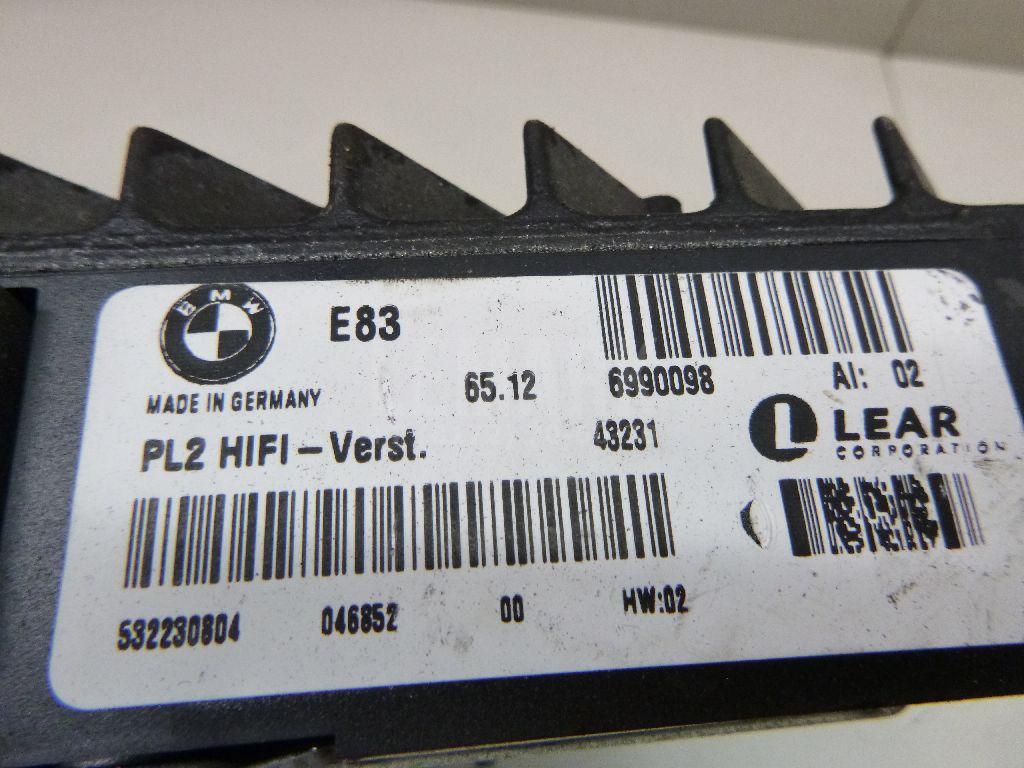 BMW
E83
MADE IN GERMANY
65.12 6990098 AI: 02
PL2 HIFI-Verst. 43231
LEAR
CORPORATION
532230804 046852 00 HW:02